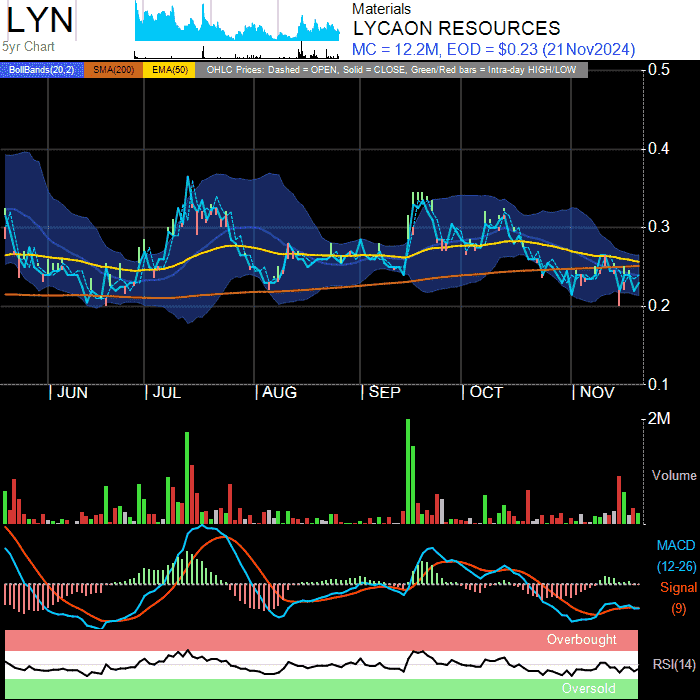 LYN
5yr Chart
Materials
LYCAON RESOURCES
MC = 12.2M, EOD = $0.23 (21Nov2024)
BollBands(20,2) SMA(200) EMA(50) OHLC Prices: Dashed = OPEN, Solid = CLOSE, Green/Red bars = Intra-day HIGH/LOW
0.5
0.4
0.3
0.2
0.1
JUN JUL AUG SEP OCT NOV
2M
Volume
MACD
(12-26)
Signal
(9)
Overbought
RSI(14)
Oversold